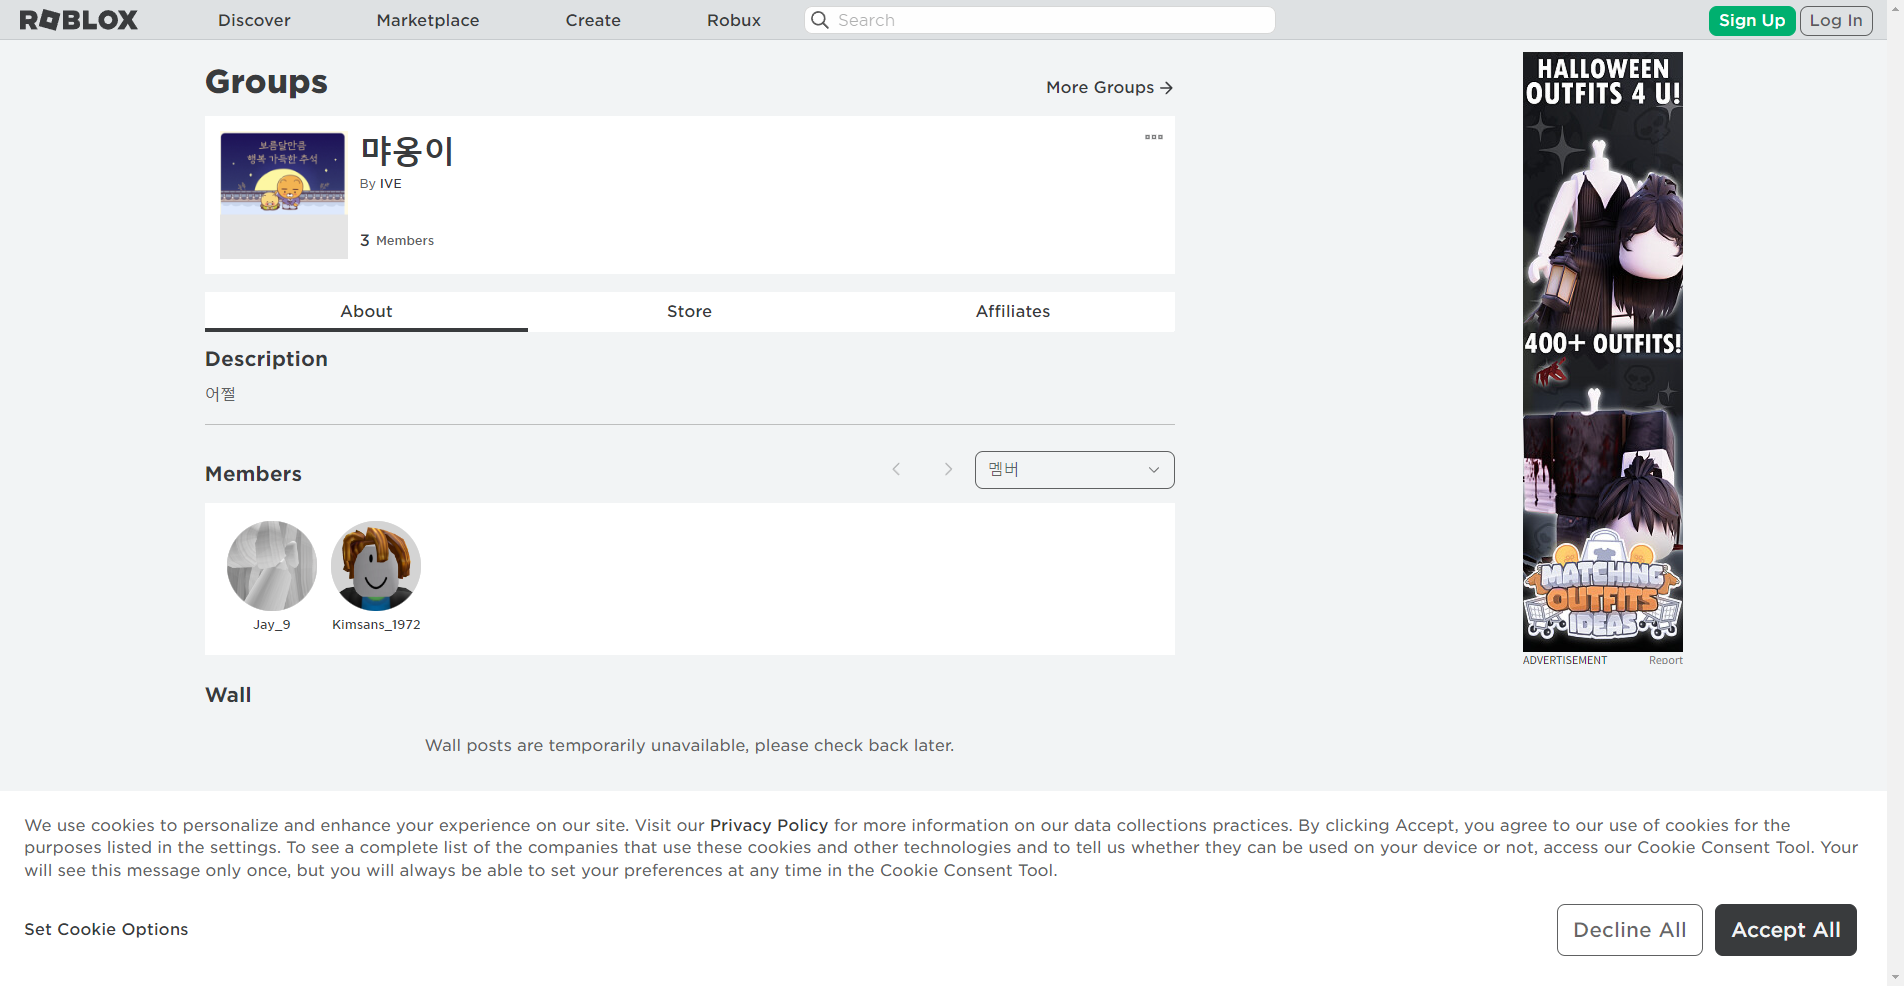 ROBLOX
Discover
Marketplace
Create
Robux
Search
Sign Up
Log In
Groups
More Groups
보름달만큼
행복 가득한 추석
먀옹이
By IVE
3 Members
About
Store
Affiliates
Description
어쩔
Members
멤버
Jay_9
Kimsans_1972
Wall
Wall posts are temporarily unavailable, please check back later.
HALLOWEEN
OUTFITS 4 U!
400+ OUTFITS!
MATCHING
OUTFITS
IDEAS
ADVERTISEMENT
Report
We use cookies to personalize and enhance your experience on our site. Visit our Privacy Policy for more information on our data collections practices. By clicking Accept, you agree to our use of cookies for the
purposes listed in the settings. To see a complete list of the companies that use these cookies and other technologies and to tell us whether they can be used on your device or not, access our Cookie Consent Tool. Your
will see this message only once, but you will always be able to set your preferences at any time in the Cookie Consent Tool.
Set Cookie Options
Decline All
Accept All